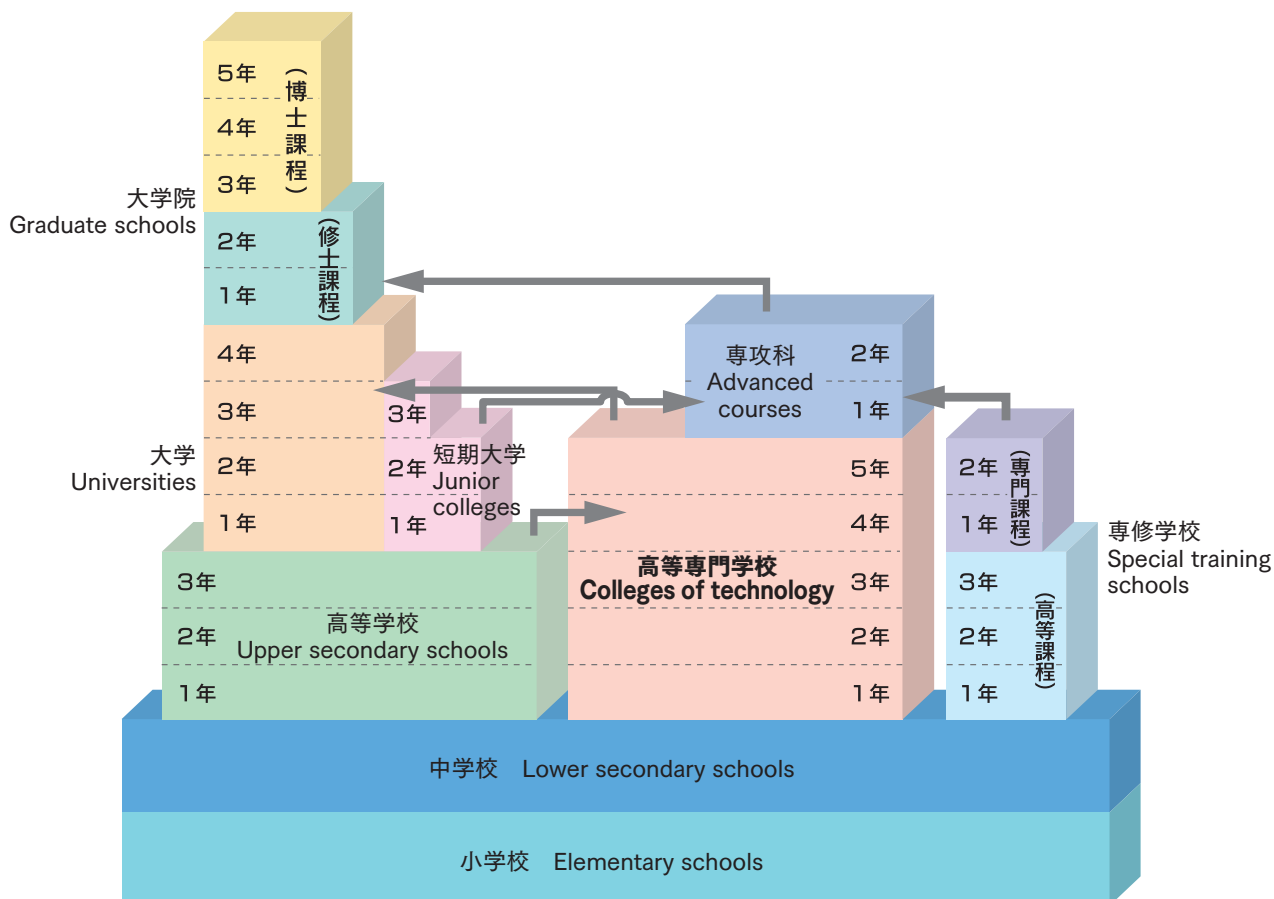 5年
4年
3年
(博士課程)
大学院
Graduate schools
2年
1年
(修士課程)
4年
3年
2年
1年
大学
Universities
3年
2年
1年
短期大学
Junior
colleges
専攻科
Advanced
courses
2年
1年
5年
4年
3年
2年
1年
高等専門学校
Colleges of technology
2年
1年
(専門課程)
専修学校
Special training
schools
3年
2年
1年
(高等課程)
3年
2年
1年
高等学校
Upper secondary schools
中学校 Lower secondary schools
小学校 Elementary schools